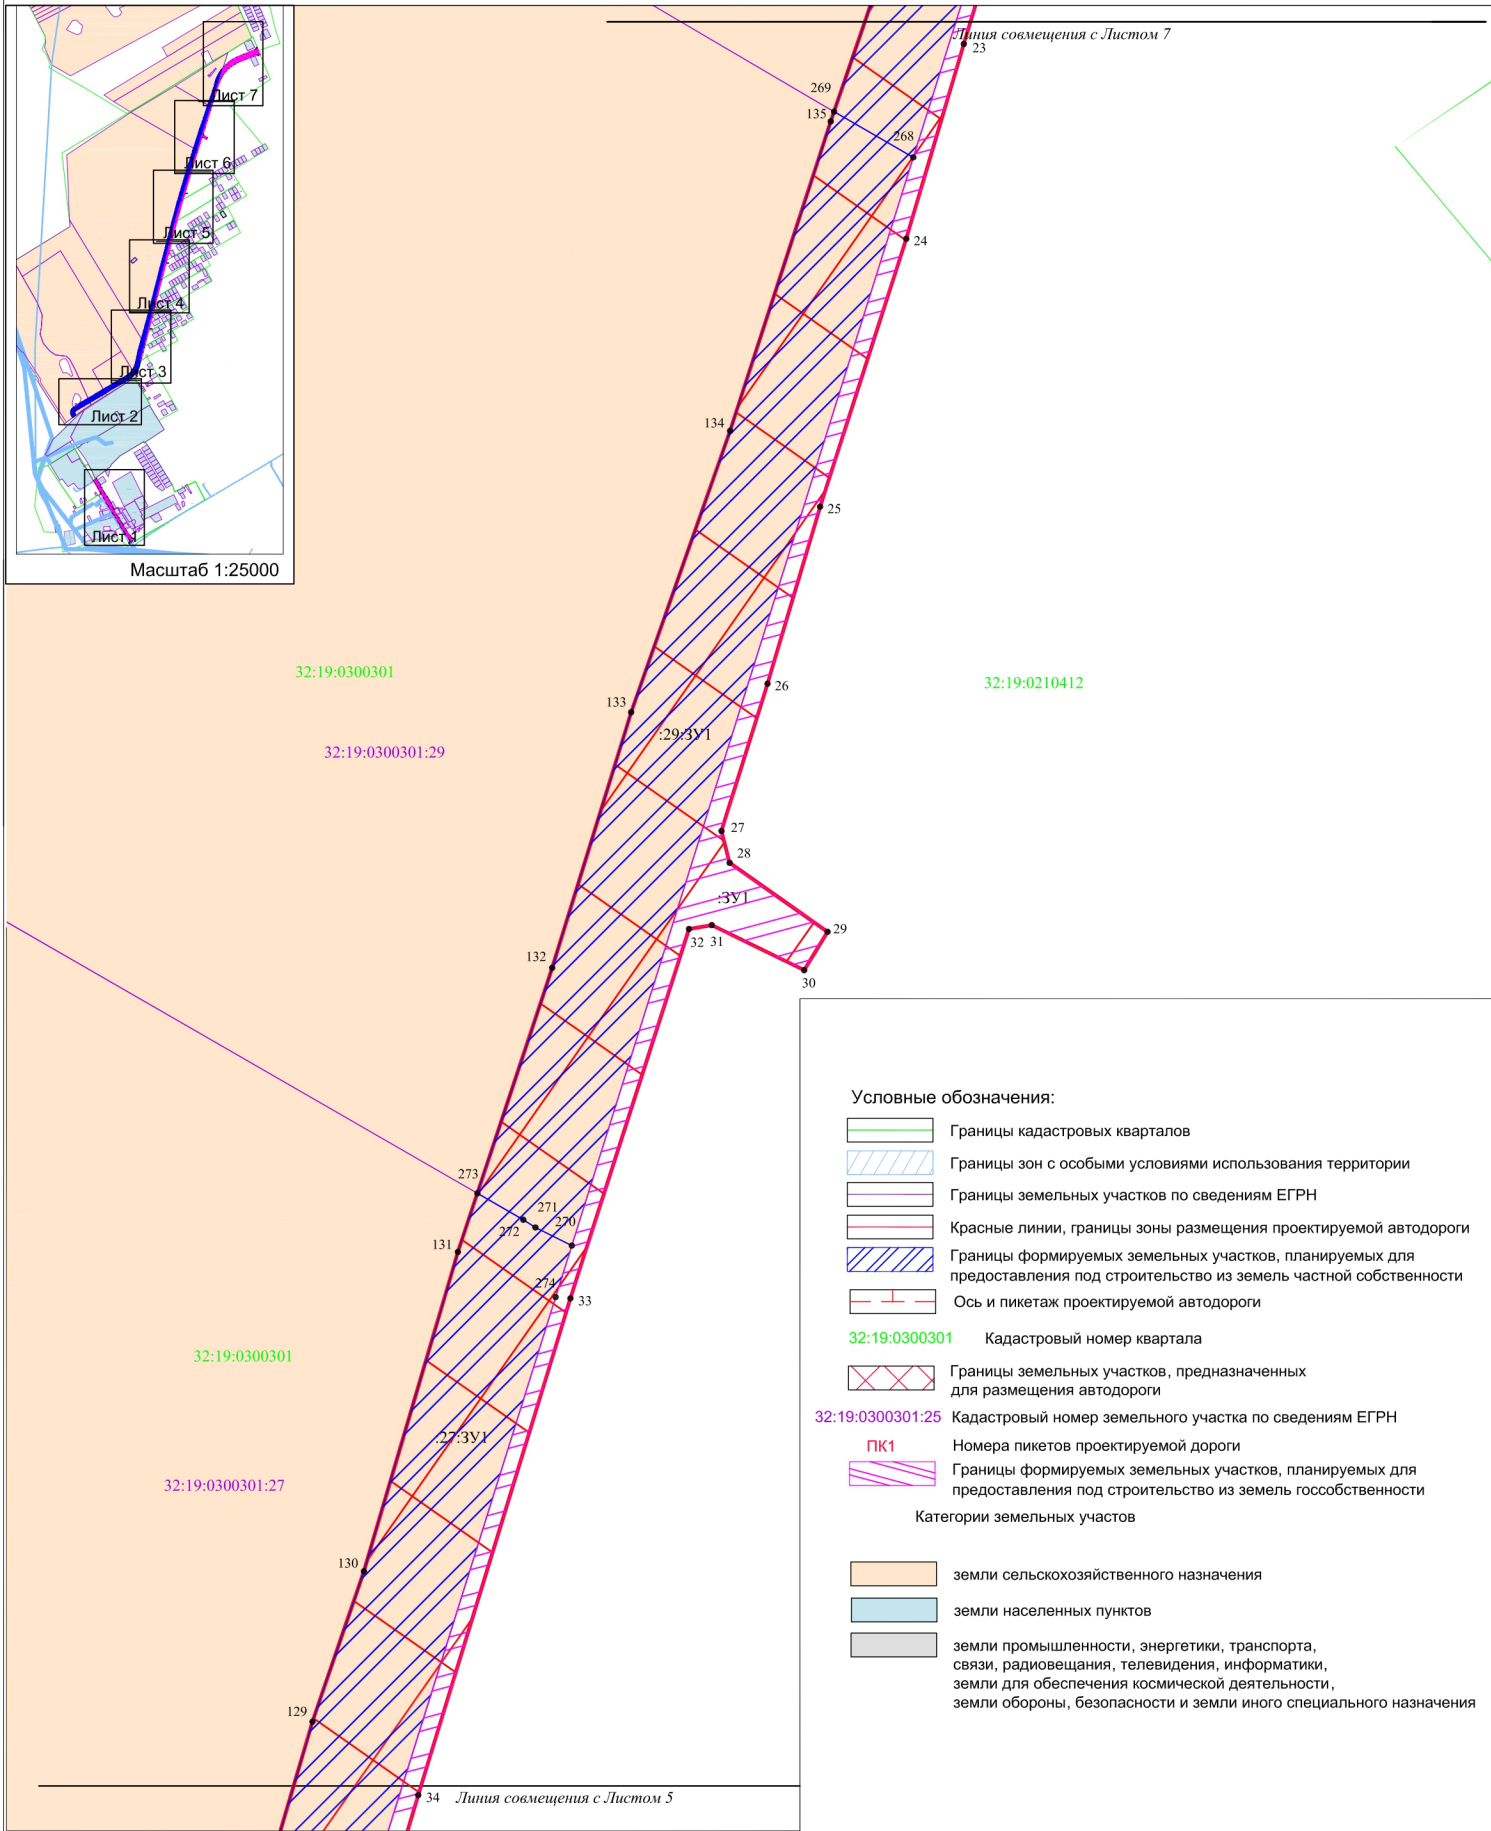 Линия совмещения с Листом 7
23
269
135
268
24
Лист 7
Лист 6
Лист 5
Лист 4
Лист 3
Лист 2
Лист 1
Масштаб 1:25000
134
25
32:19:0300301
26
32:19:0210412
133
:29:ЗУ1
32:19:0300301:29
27
28
:ЗУ1
29
32
31
132
30
273
271
272
270
131
274
33
32:19:0300301
:27:ЗУ1
32:19:0300301:27
130
129
34
Линия совмещения с Листом 5
Условные обозначения:
Границы кадастровых кварталов
Границы зон с особыми условиями использования территории
Границы земельных участков по сведениям ЕГРН
Красные линии, границы зоны размещения проектируемой автодороги
Границы формируемых земельных участков, планируемых для
предоставления под строительство из земель частной собственности
Ось и пикетаж проектируемой автодороги
32:19:0300301 Кадастровый номер квартала
Границы земельных участков, предназначенных
для размещения автодороги
32:19:0300301:25 Кадастровый номер земельного участка по сведениям ЕГРН
ПК1 Номера пикетов проектируемой дороги
Границы формируемых земельных участков, планируемых для
предоставления под строительство из земель госсобственности
Категории земельных участов
земли сельскохозяйственного назначения
земли населенных пунктов
земли промышленности, энергетики, транспорта,
связи, радиовещания, телевидения, информатики,
земли для обеспечения космической деятельности,
земли обороны, безопасности и земли иного специального назначения